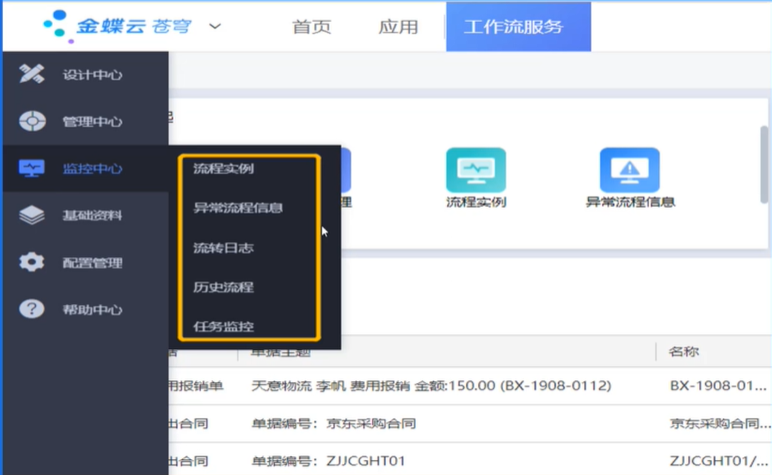 金蝶云 苍穹
首页
应用
工作流服务
设计中心
管理中心
监控中心
基础资料
配置管理
帮助中心
流程实例
异常流程信息
流转日志
历史流程
任务监控
理
流程实例
异常流程信息
单据主题
名称
用报销单
天意物流 李帆 费用报销 金额:150.00 (BX-1908-0112)
BX-1908-01...
出合同
单据编号： 京东采购合同
京东采购合同...
出合同
单据编号： ZJJCGHT01
ZJJCGHT01/...